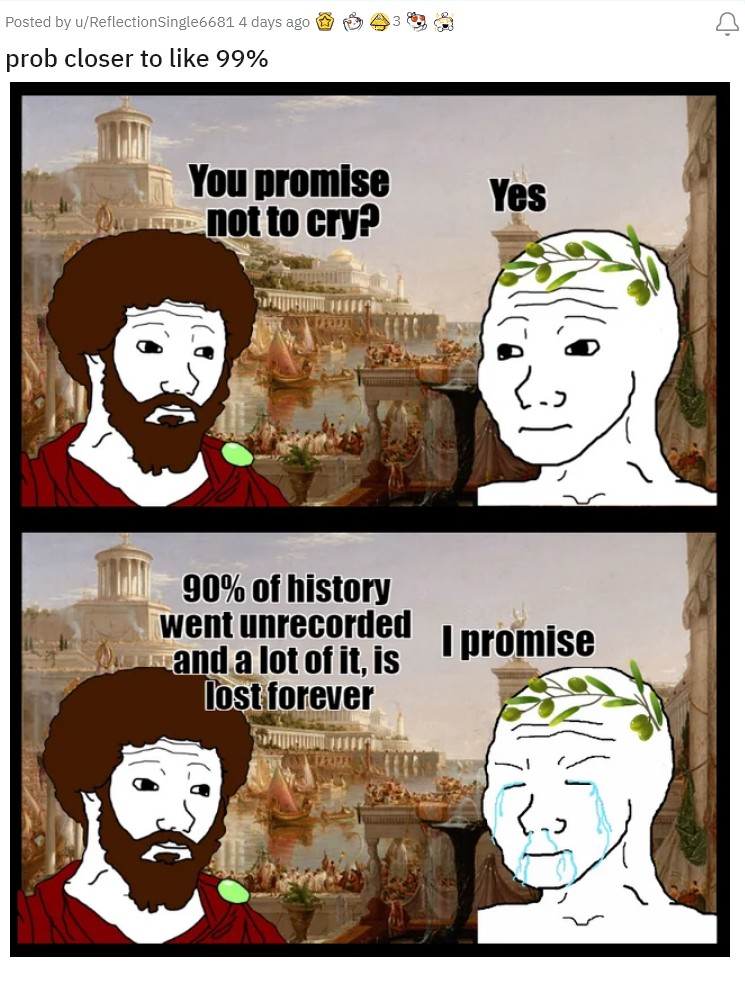 Posted by u/ReflectionSingle6681 4 days ago 3
prob closer to like 99%
You promise
not to cry?
Yes
90% of history
went unrecorded
and a lot of it, is
lost forever
I promise